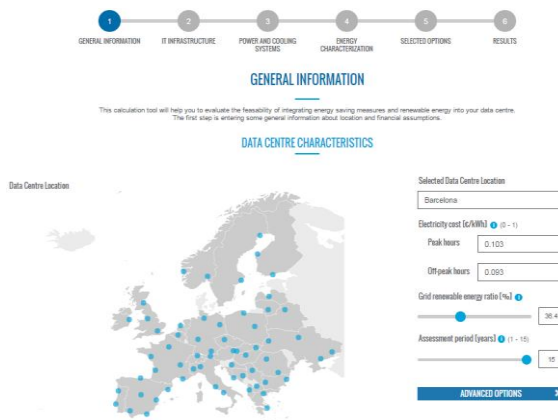 1 2 3 4 5 6
GENERAL INFORMATION IT INFRASTRUCTURE POWER AND COOLING SYSTEMS ENERGY CHARACTERIZATION SELECTED OPTIONS RESULTS
GENERAL INFORMATION
This calculation tool will help you to evaluate the feasability of integrating energy saving measures and renewable energy into your data centre.
The first step is entering some general information about location and financial assumptions.
DATA CENTRE CHARACTERISTICS
Data Centre Location
Selected Data Centre Location
Barcelona
Electricity cost [€/kWh] (0 - 1)
Peak hours 0.103
Off-peak hours 0.093
Grid renewable energy ratio [%]
36.4
Assessment period [years] (1 - 15)
15
ADVANCED OPTIONS